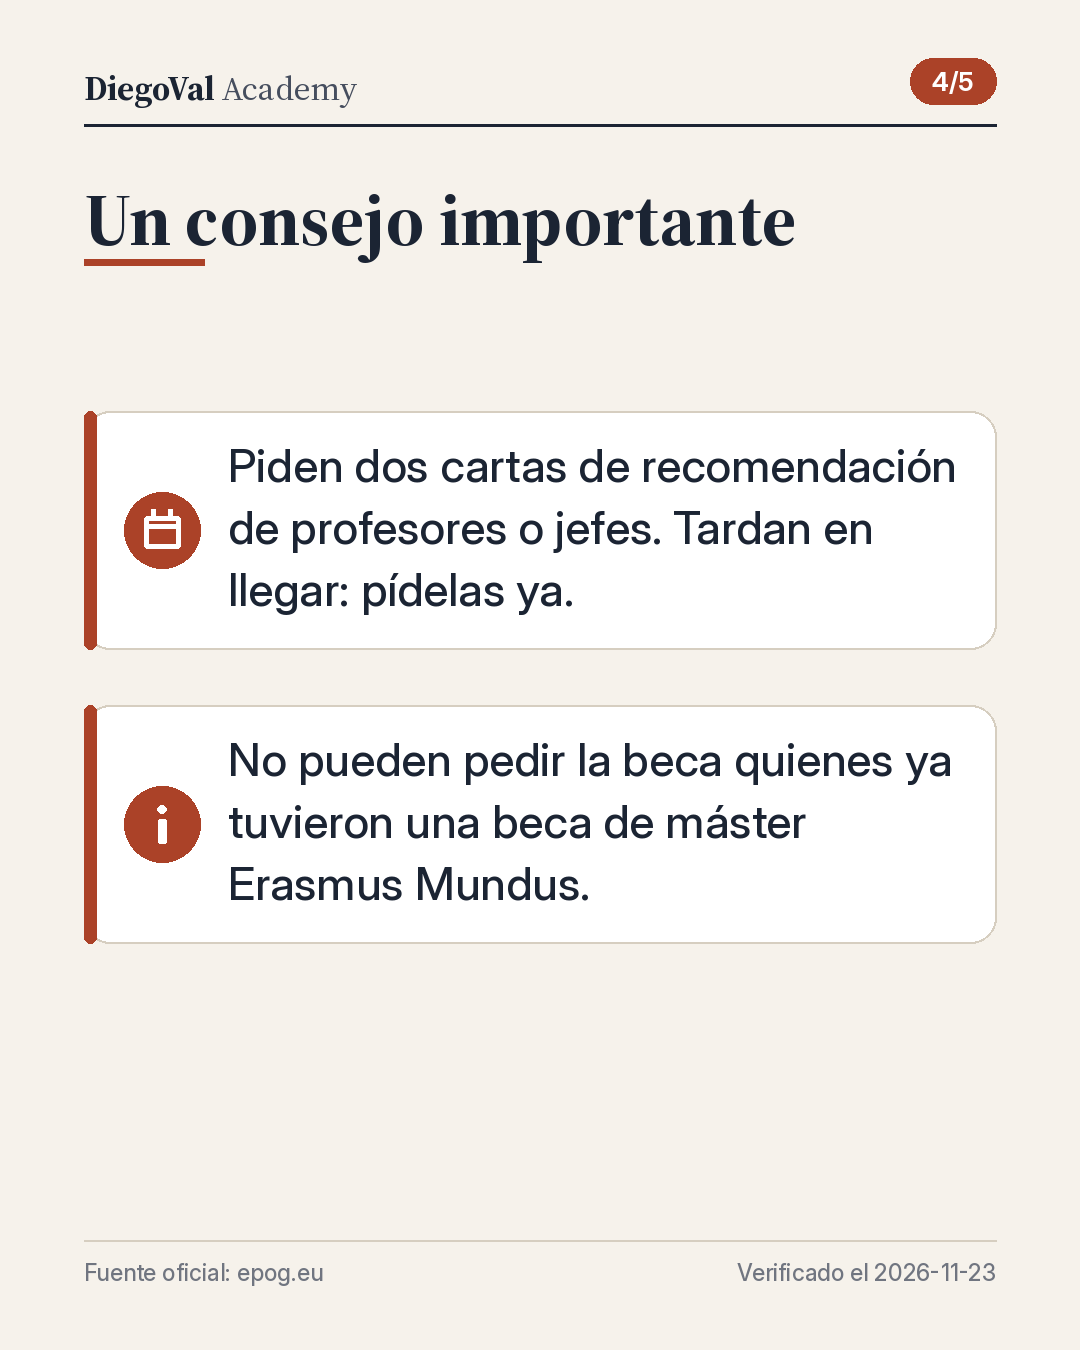 DiegoVal Academy
4/5
Un consejo importante
Piden dos cartas de recomendación
de profesores o jefes. Tardan en
llegar: pídelas ya.
No pueden pedir la beca quienes ya
tuvieron una beca de máster
Erasmus Mundus.
Fuente oficial: epog.eu
Verificado el 2026-11-23